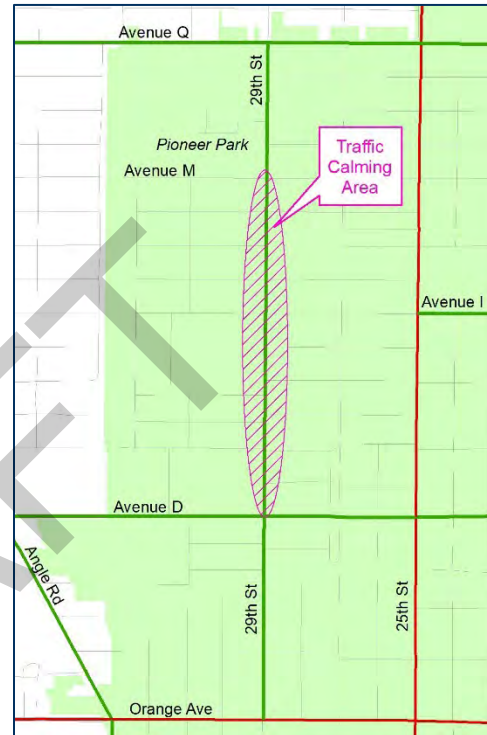 Avenue Q
29th St
Pioneer Park
Traffic
Calming
Area
Avenue M
Avenue I
Avenue D
Angle Rd
29th St
25th St
Orange Ave